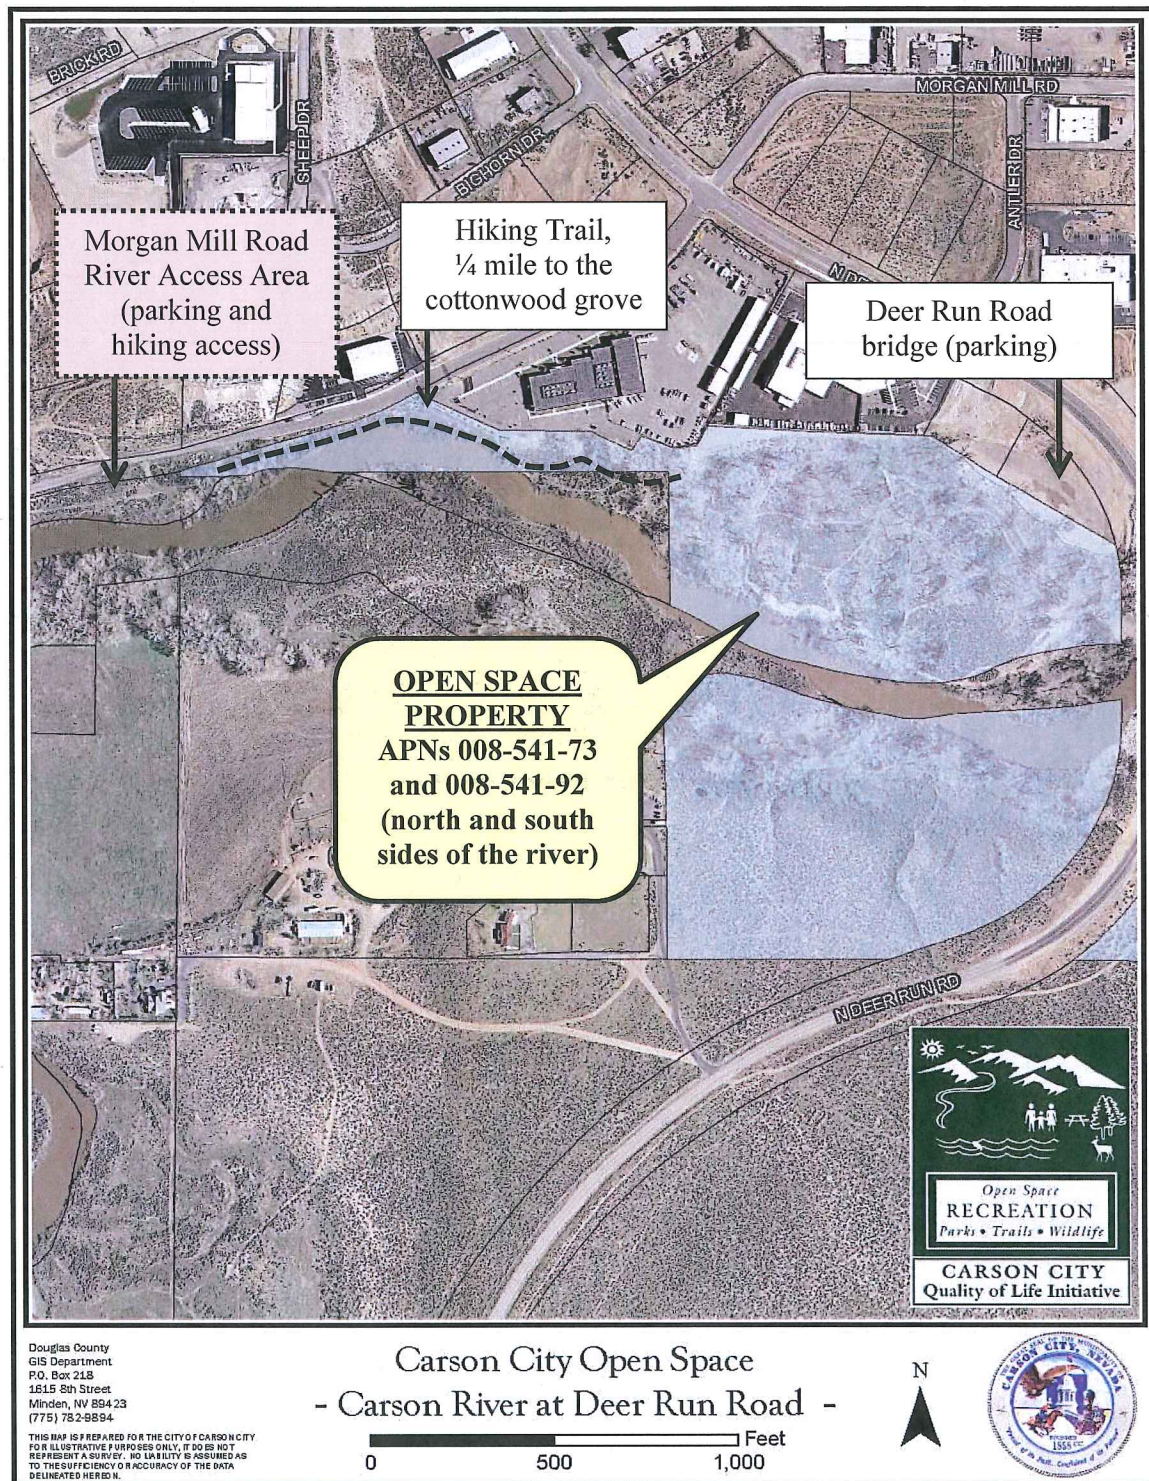 BRICK RD
SHEEP DR
BIGHORN DR
MORGAN MILL RD
ANTLER DR
Morgan Mill Road
River Access Area
(parking and
hiking access)
Hiking Trail,
¼ mile to the
cottonwood grove
N DE
Deer Run Road
bridge (parking)
OPEN SPACE
PROPERTY
APNs 008-541-73
and 008-541-92
(north and south
sides of the river)
N DEER RUN RD
Open Space
RECREATION
Parks • Trails • Wildlife
CARSON CITY
Quality of Life Initiative
Douglas County
GIS Department
P.O. Box 218
1615 8th Street
Minden, NV 89423
(775) 782-9894
THIS MAP IS PREPARED FOR THE CITY OF CARSON CITY
FOR ILLUSTRATIVE PURPOSES ONLY, IT DOES NOT
REPRESENT A SURVEY. NO LIABILITY IS ASSUMED AS
TO THE SUFFICIENCY OR ACCURACY OF THE DATA
DELINEATED HEREON.
Carson City Open Space
- Carson River at Deer Run Road -
Feet
0 500 1,000
N
CARSON CITY, NEVADA
1858